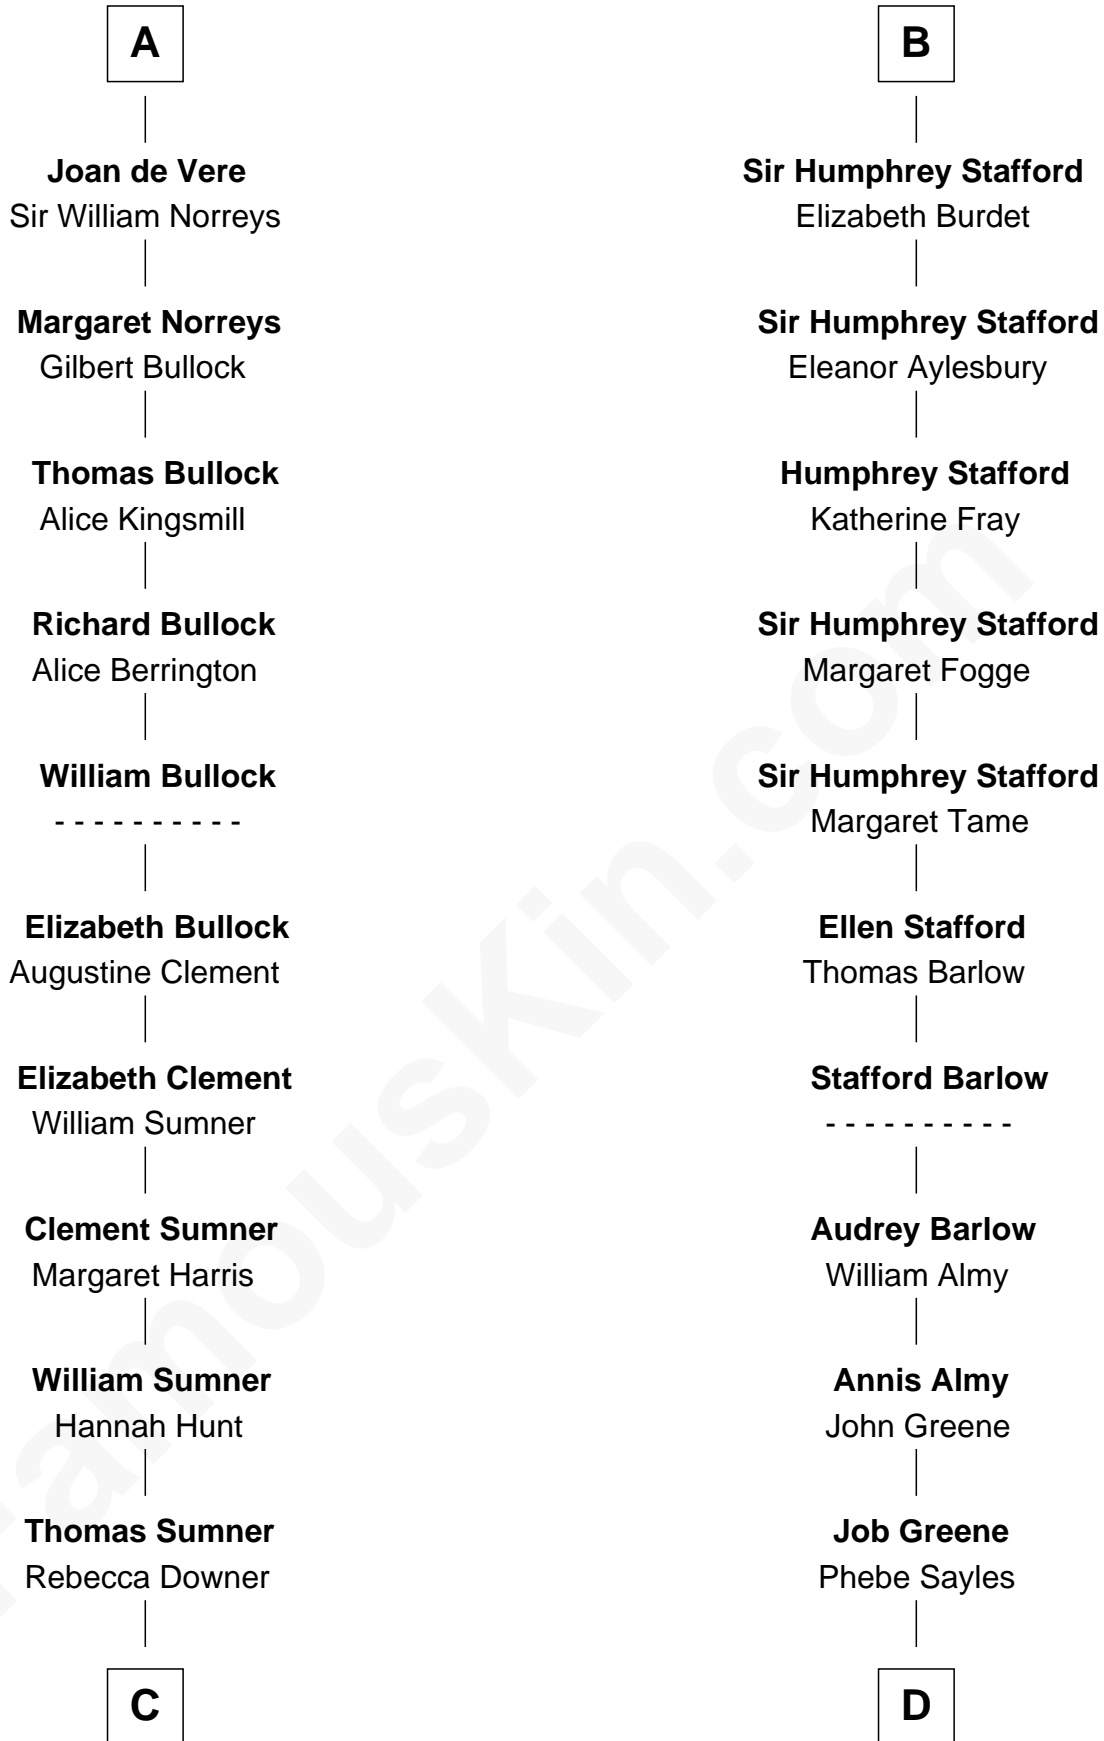 A
Joan de Vere
Sir William Norreys
Margaret Norreys
Gilbert Bullock
Thomas Bullock
Alice Kingsmill
Richard Bullock
Alice Berrington
William Bullock
- - - - - - - - - -
Elizabeth Bullock
Augustine Clement
Elizabeth Clement
William Sumner
Clement Sumner
Margaret Harris
William Sumner
Hannah Hunt
Thomas Sumner
Rebecca Downer
C
B
Sir Humphrey Stafford
Elizabeth Burdet
Sir Humphrey Stafford
Eleanor Aylesbury
Humphrey Stafford
Katherine Fray
Sir Humphrey Stafford
Margaret Fogge
Sir Humphrey Stafford
Margaret Tame
Ellen Stafford
Thomas Barlow
Stafford Barlow
- - - - - - - - - -
Audrey Barlow
William Almy
Annis Almy
John Greene
Job Greene
Phebe Sayles
D
FamousKin.com